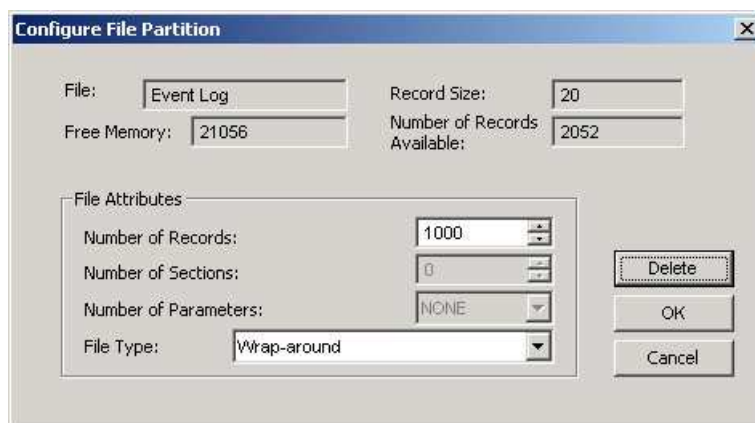 Configure File Partition
File: Event Log
Record Size: 20
Free Memory: 21056
Number of Records Available: 2052
File Attributes
Number of Records: 1000
Number of Sections: 0
Number of Parameters: NONE
File Type: Wrap-around
Delete
OK
Cancel